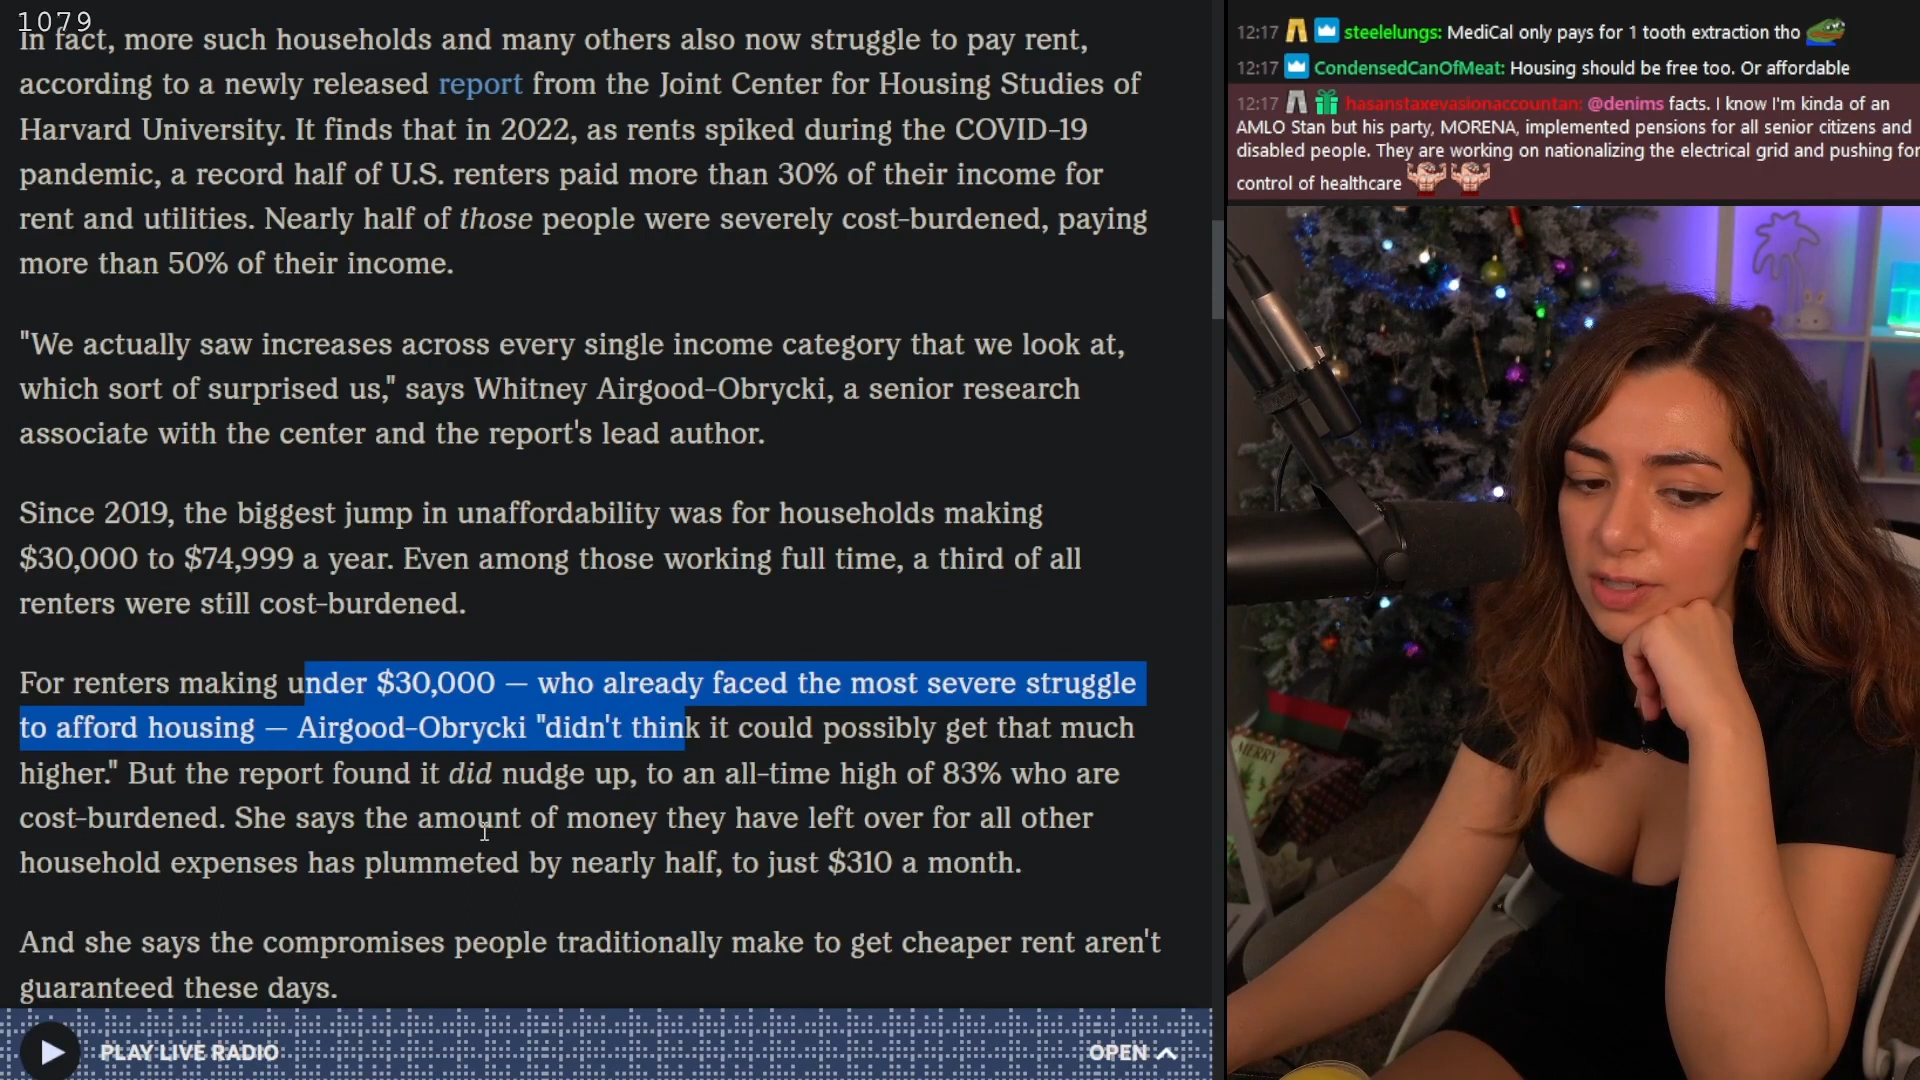 1079
In fact, more such households and many others also now struggle to pay rent,
according to a newly released report from the Joint Center for Housing Studies of
Harvard University. It finds that in 2022, as rents spiked during the COVID-19
pandemic, a record half of U.S. renters paid more than 30% of their income for
rent and utilities. Nearly half of those people were severely cost-burdened, paying
more than 50% of their income.
"We actually saw increases across every single income category that we look at,
which sort of surprised us," says Whitney Airgood-Obrycki, a senior research
associate with the center and the report's lead author.
Since 2019, the biggest jump in unaffordability was for households making
$30,000 to $74,999 a year. Even among those working full time, a third of all
renters were still cost-burdened.
For renters making under $30,000 — who already faced the most severe struggle
to afford housing — Airgood-Obrycki "didn't think it could possibly get that much
higher." But the report found it did nudge up, to an all-time high of 83% who are
cost-burdened. She says the amount of money they have left over for all other
household expenses has plummeted by nearly half, to just $310 a month.
And she says the compromises people traditionally make to get cheaper rent aren't
guaranteed these days.
PLAY LIVE RADIO
OPEN
12:17 steelelungs: MediCal only pays for 1 tooth extraction tho
12:17 CondensedCanOfMeat: Housing should be free too. Or affordable
12:17 hasanstaxevasionaccountan: @denims facts. I know I'm kinda of an
AMLO Stan but his party, MORENA, implemented pensions for all senior citizens and
disabled people. They are working on nationalizing the electrical grid and pushing for
control of healthcare
MERRY